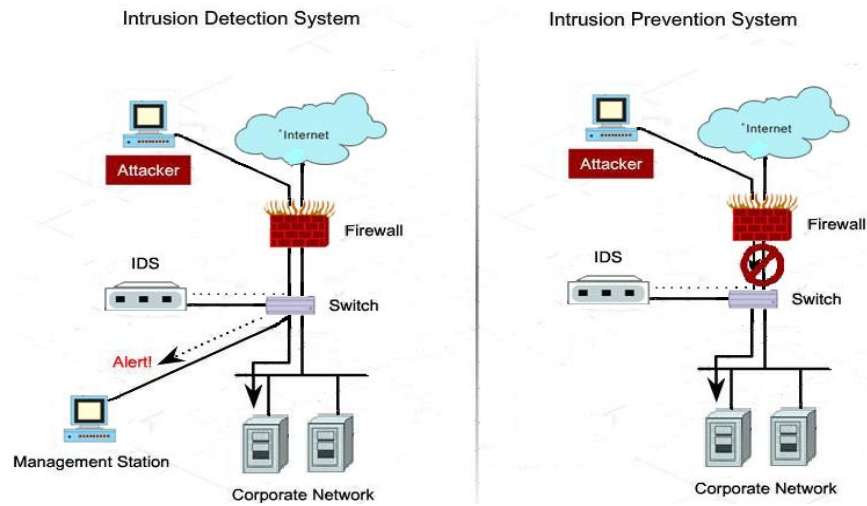 Intrusion Detection System
Internet
Attacker
Firewall
IDS
Switch
Alert!
Management Station
Corporate Network
Intrusion Prevention System
Internet
Attacker
Firewall
IDS
Switch
Corporate Network